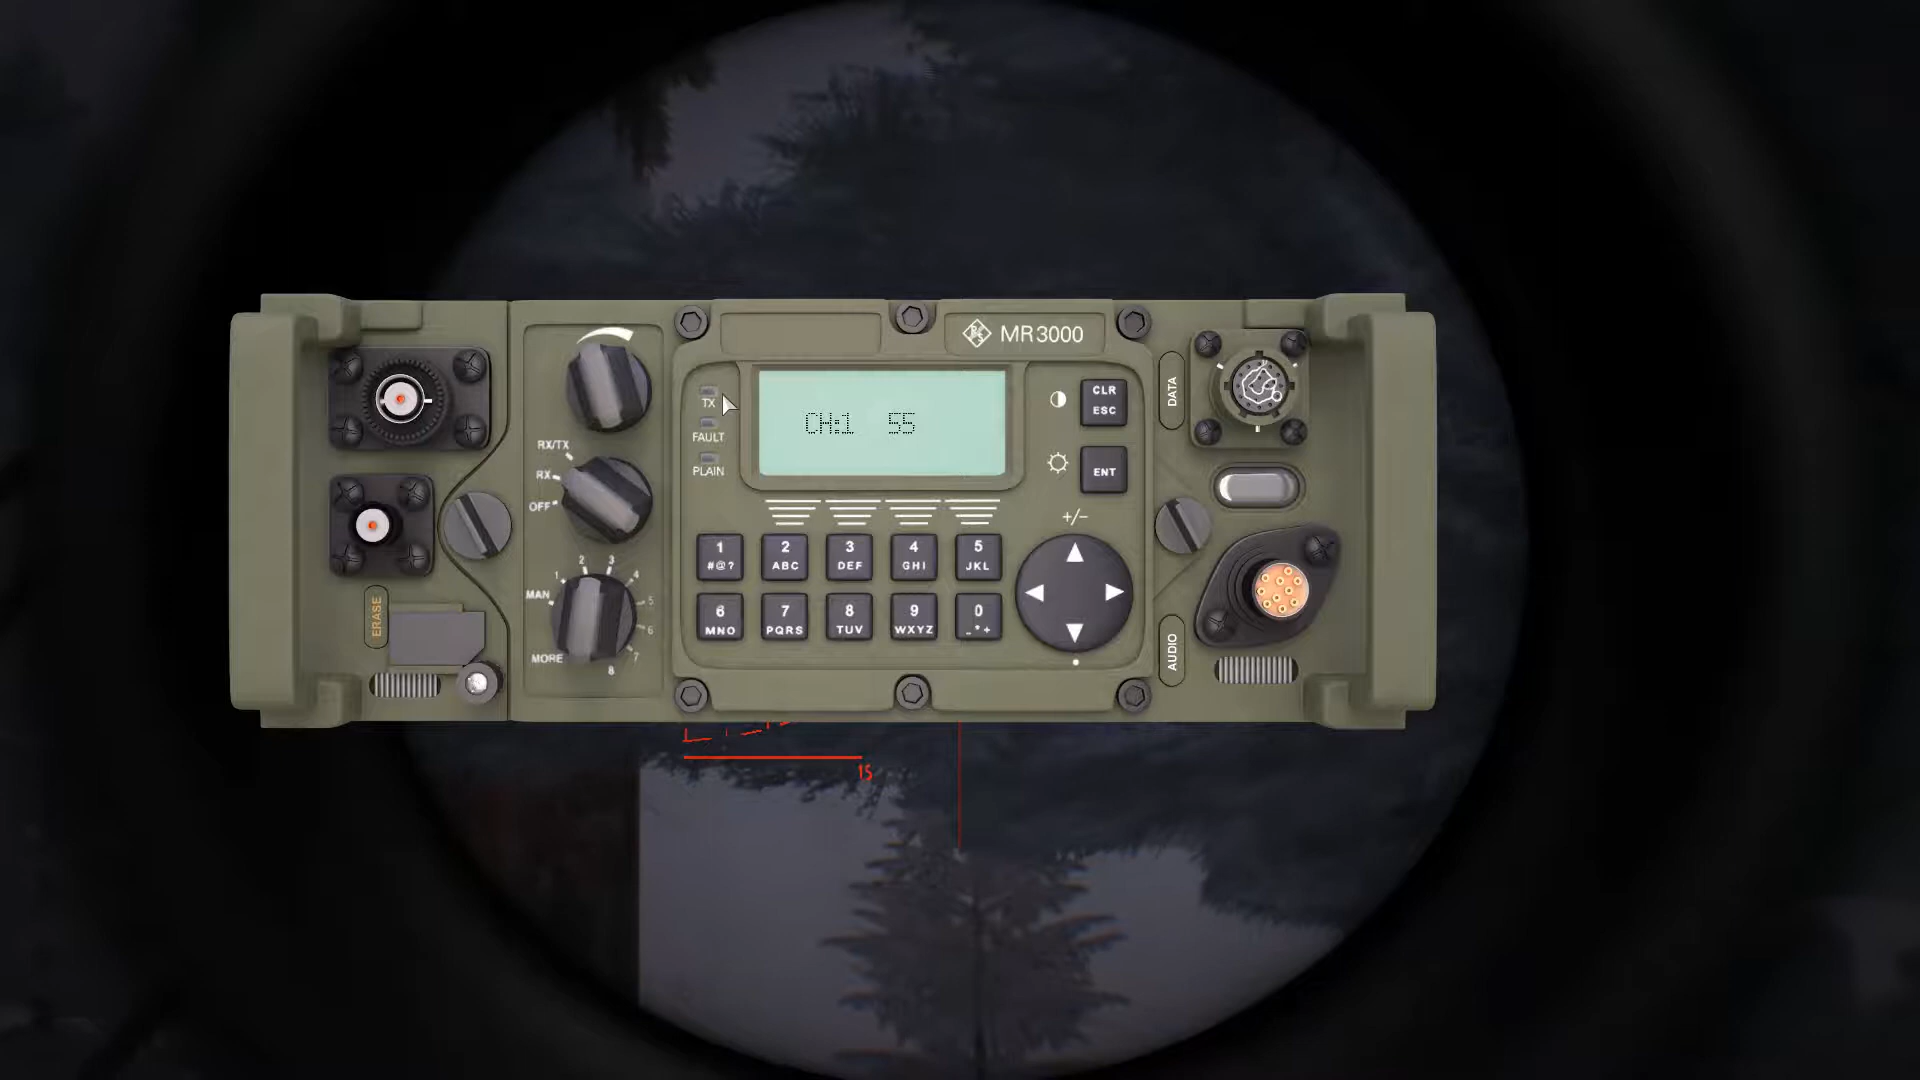 R&S MR3000
TX
FAULT
PLAIN
CH:1 55
CLR
ESC
ENT
+/-
RX/TX
RX
OFF
MAN
1
2
3
4
5
6
7
8
MORE
1
#@?
2
ABC
3
DEF
4
GHI
5
JKL
6
MNO
7
PQRS
8
TUV
9
WXYZ
0
_*+
ERASE
DATA
AUDIO
15